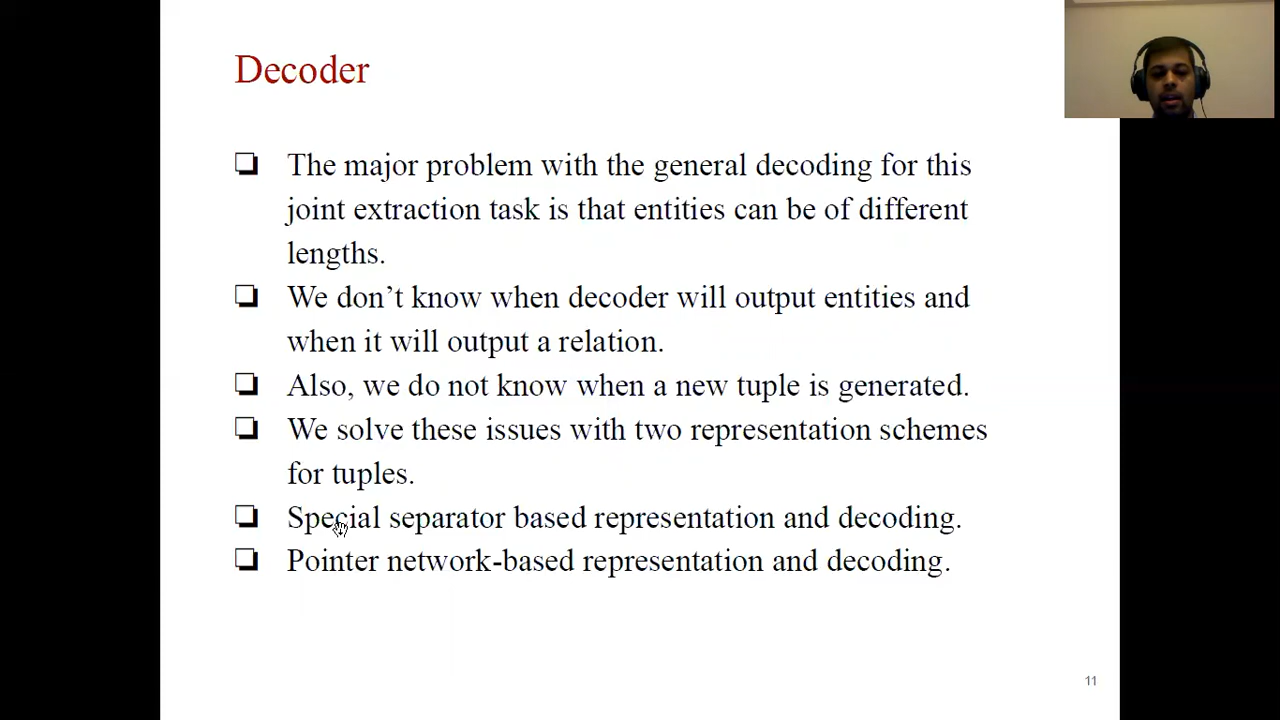 Decoder
The major problem with the general decoding for this
joint extraction task is that entities can be of different
lengths.
We don’t know when decoder will output entities and
when it will output a relation.
Also, we do not know when a new tuple is generated.
We solve these issues with two representation schemes
for tuples.
Special separator based representation and decoding.
Pointer network-based representation and decoding.
11